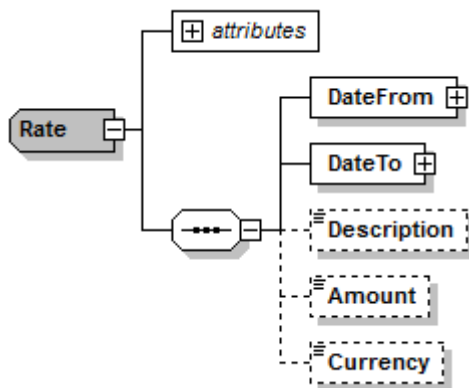 attributes
Rate
DateFrom
DateTo
Description
Amount
Currency